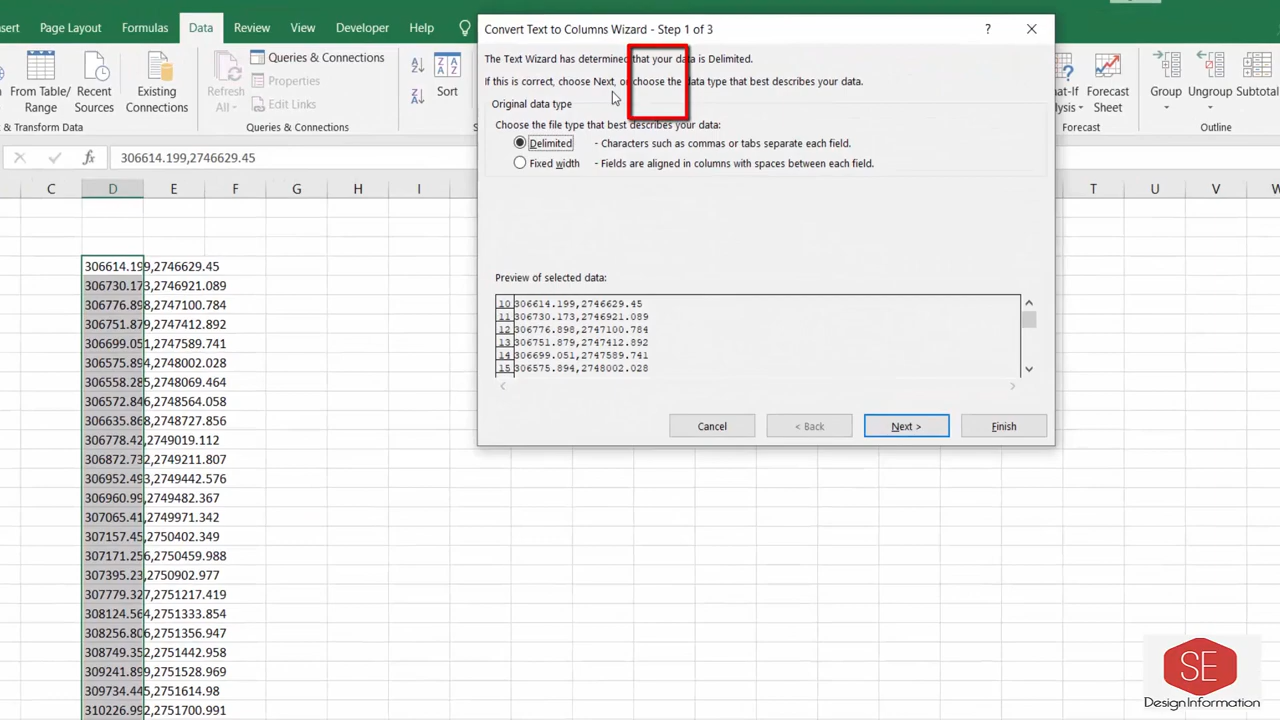 nsert Page Layout Formulas Data Review View Developer Help
Convert Text to Columns Wizard - Step 1 of 3 ?
The Text Wizard has determined that your data is Delimited.
If this is correct, choose Next, or choose the data type that best describes your data.
Original data type
Choose the file type that best describes your data:
Delimited - Characters such as commas or tabs separate each field.
Fixed width - Fields are aligned in columns with spaces between each field.
Preview of selected data:
10 306614.199,2746629.45
11 306730.173,2746921.089
12 306776.898,2747100.784
13 306751.879,2747412.892
14 306699.051,2747589.741
15 306575.894,2748002.028
Cancel < Back Next > Finish
From Table/
Range
Recent
Sources
Existing
Connections
Refresh
All
Queries & Connections
Properties
Edit Links
Sort
& Transform Data
Queries & Connections
hat-If
alysis
Forecast
Sheet
Forecast
Group
Ungroup
Subtotal
Outline
fx 306614.199,2746629.45
C D E F G H I T U V W
306614.199,2746629.45
306730.173,2746921.089
306776.898,2747100.784
306751.879,2747412.892
306699.051,2747589.741
306575.894,2748002.028
306558.285,2748069.464
306572.846,2748564.058
306635.868,2748727.856
306778.42,2749019.112
306872.732,2749211.807
306952.493,2749442.576
306960.99,2749482.367
307065.41,2749971.342
307157.45,2750402.349
307171.256,2750459.988
307395.23,2750902.977
307779.327,2751217.419
308124.564,2751333.854
308256.806,2751356.947
308749.352,2751442.958
309241.899,2751528.969
309734.445,2751614.98
310226.992,2751700.991
SE
Design Information